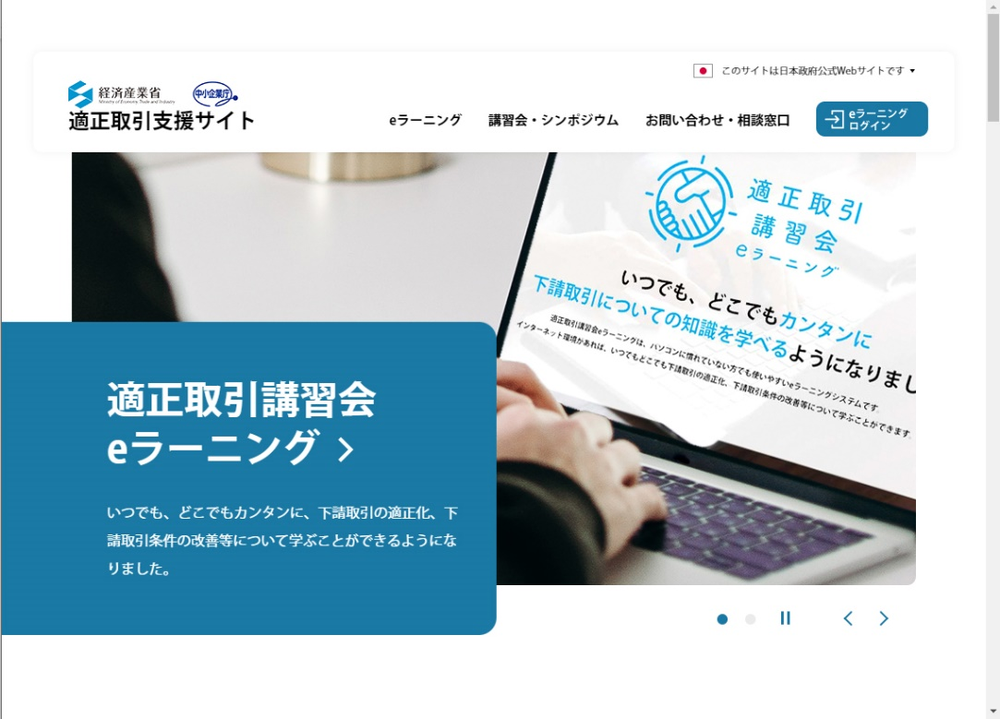 このサイトは日本政府公式Webサイトです
経済産業省
Ministry of Economy, Trade and Industry
中小企業庁
適正取引支援サイト
eラーニング
講習会・シンポジウム
お問い合わせ・相談窓口
eラーニング
ログイン
適正取引
講習会
eラーニング
いつでも、どこでもカンタンに
下請取引についての知識を学べるようになりまし
適正取引講習会eラーニングは、パソコンに慣れていない方でも使いやすいeラーニングシステムです
インターネット環境があれば、いつでもどこでも下請取引の適正化、下請取引条件の改善等について学ぶことができます.
適正取引講習会
eラーニング
いつでも、どこでもカンタンに、下請取引の適正化、下
請取引条件の改善等について学ぶことができるようにな
りました。